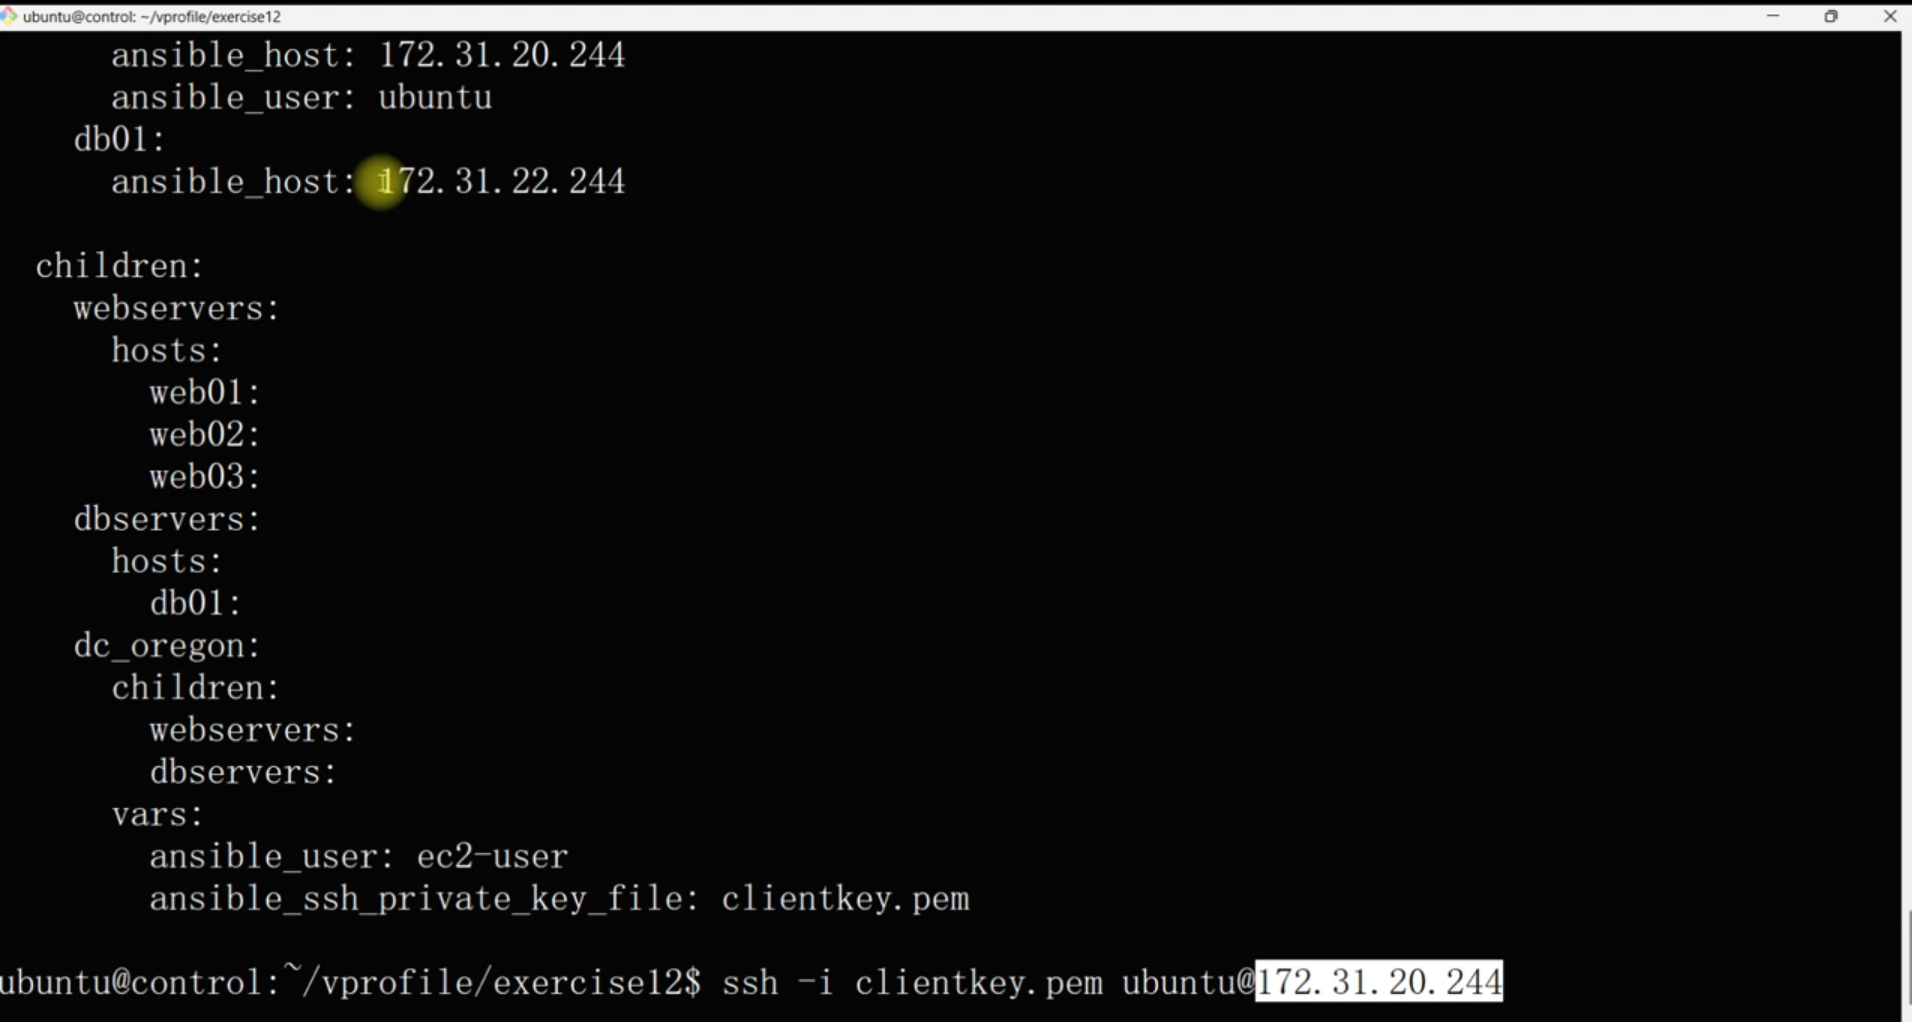 ubuntu@control: ~/vprofile/exercise12
      ansible_host: 172.31.20.244
      ansible_user: ubuntu
    db01:
      ansible_host: 172.31.22.244
  children:
    webservers:
      hosts:
        web01:
        web02:
        web03:
    dbservers:
      hosts:
        db01:
    dc_oregon:
      children:
        webservers:
        dbservers:
      vars:
        ansible_user: ec2-user
        ansible_ssh_private_key_file: clientkey.pem
ubuntu@control:~/vprofile/exercise12$ ssh -i clientkey.pem ubuntu@172.31.20.244